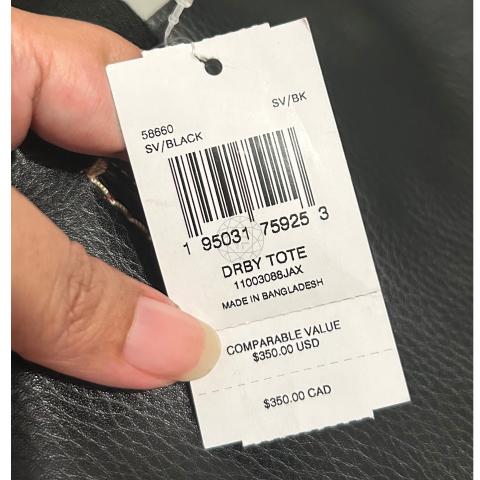 58660
SV/BLACK
SV/BK
1 95031 75925 3
DRBY TOTE
11003088JAX
MADE IN BANGLADESH
COMPARABLE VALUE
$350.00 USD
$350.00 CAD